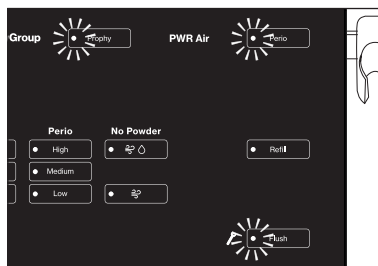 Group Prophy PWR Air Perio
Perio No Powder
High Refill
Medium
Low
Flush